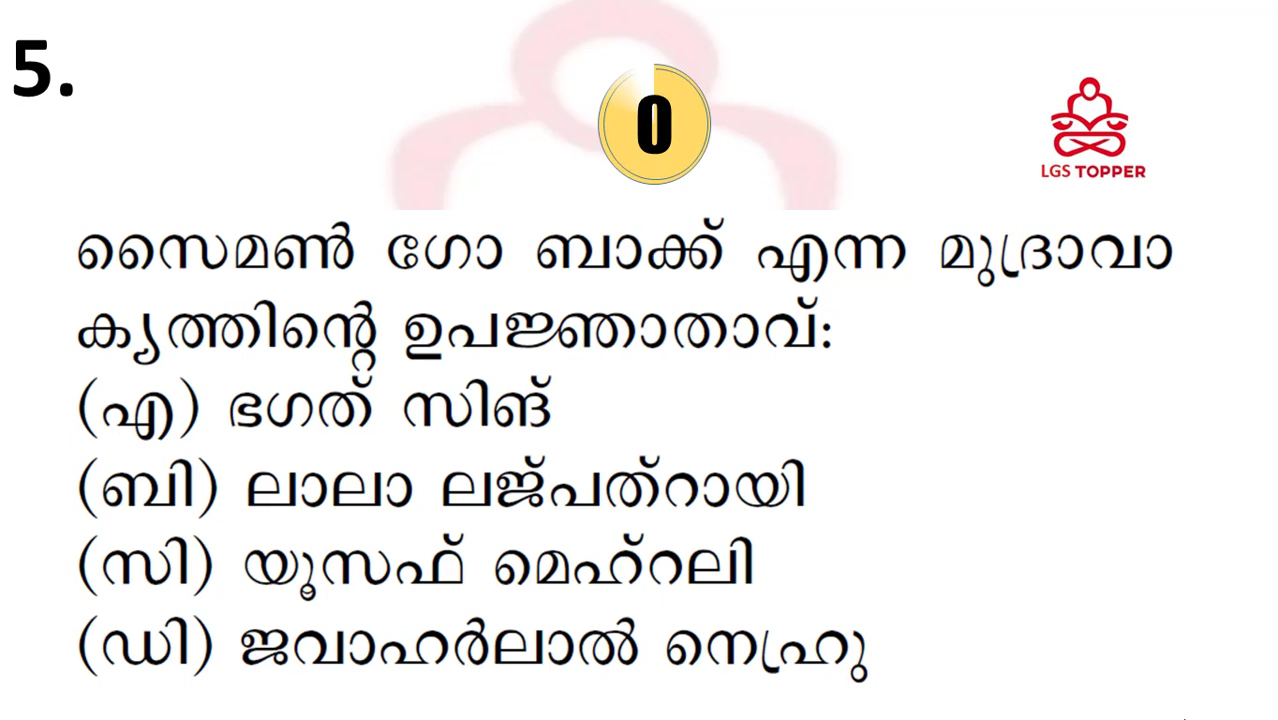 5.
0
LGS TOPPER
സൈമൺ ഗോ ബാക്ക് എന്ന മുദ്രാവാ
ക്യത്തിന്റെ ഉപജ്ഞാതാവ്:
(എ) ഭഗത് സിങ്
(ബി) ലാലാ ലജ്പത്റായി
(സി) യൂസഫ് മെഹ്റലി
(ഡി) ജവാഹർലാൽ നെഹ്രു